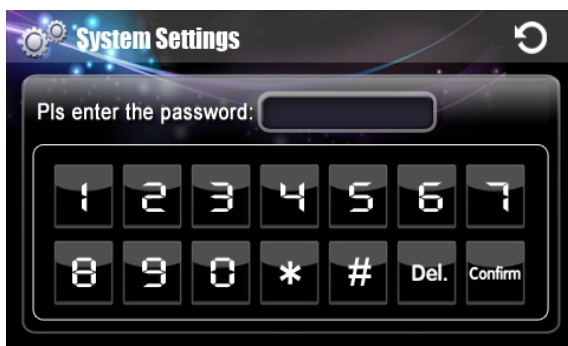 System Settings
Pls enter the password:
1 2 3 4 5 6 7
8 9 0 * # Del. Confirm